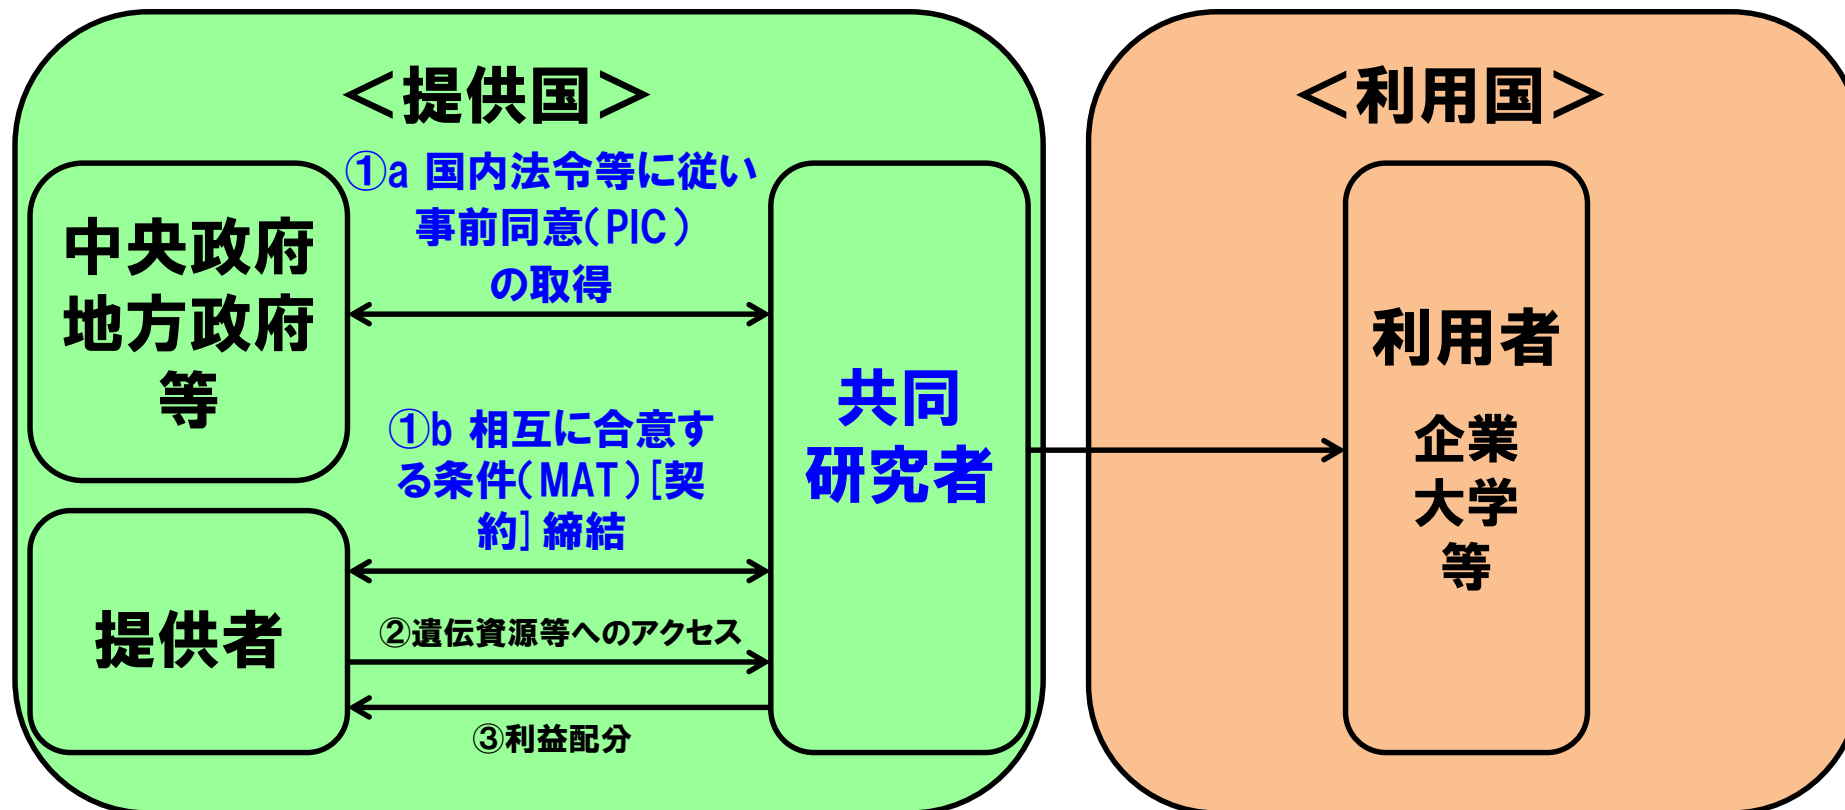 ＜提供国＞
中央政府
地方政府
等
①a 国内法令等に従い
事前同意(PIC)
の取得
①b 相互に合意す
る条件(MAT)[契
約]締結
提供者
②遺伝資源等へのアクセス
③利益配分
共同
研究者
＜利用国＞
利用者
企業
大学
等